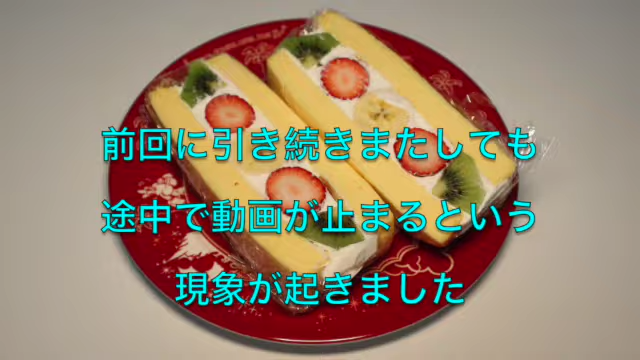 前回に引き続きまたしても
途中で動画が止まるという
現象が起きました